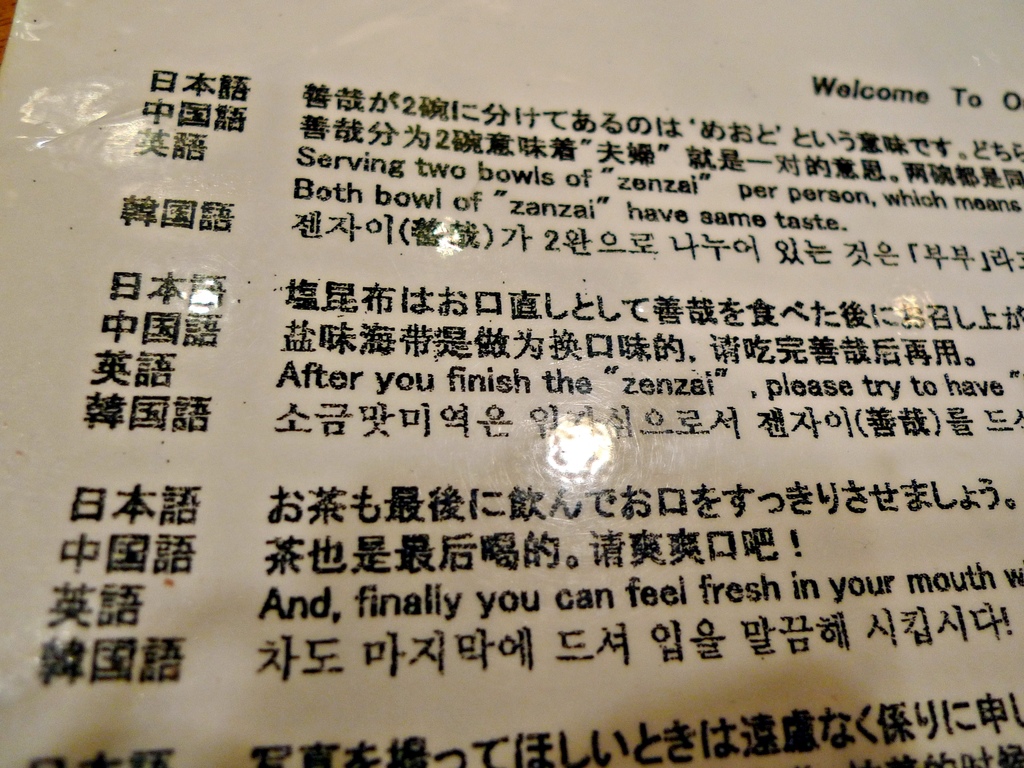 Welcome To O
日本語 善哉が2碗に分けてあるのは‘めおと’という意味です。どちら
中国語 善哉分为2碗意味着"夫婦" 就是一对的意思。两碗都是同
英語 Serving two bowls of "zenzai" per person, which means
Both bowl of "zanzai" have same taste.
韓国語 젠자이(善哉)가 2완으로 나누어 있는 것은「부부」라
日本語 塩昆布はお口直しとして善哉を食べた後にお召し上が
中国語 盐味海带是做为换口味的, 请吃完善哉后再用。
英語 After you finish the "zenzai" , please try to have "
韓国語 소금맛미역은 으로서 젠자이(善哉)를 드
日本語 お茶も最後に飲んでお口をすっきりさせましょう。
中国語 茶也是最后喝的。请爽爽口吧！
英語 And, finally you can feel fresh in your mouth w
韓国語 차도 마지막에 드셔 입을 말끔해 시킵시다!
日本語 写真を撮ってほしいときは遠慮なく係りに申し
的时候